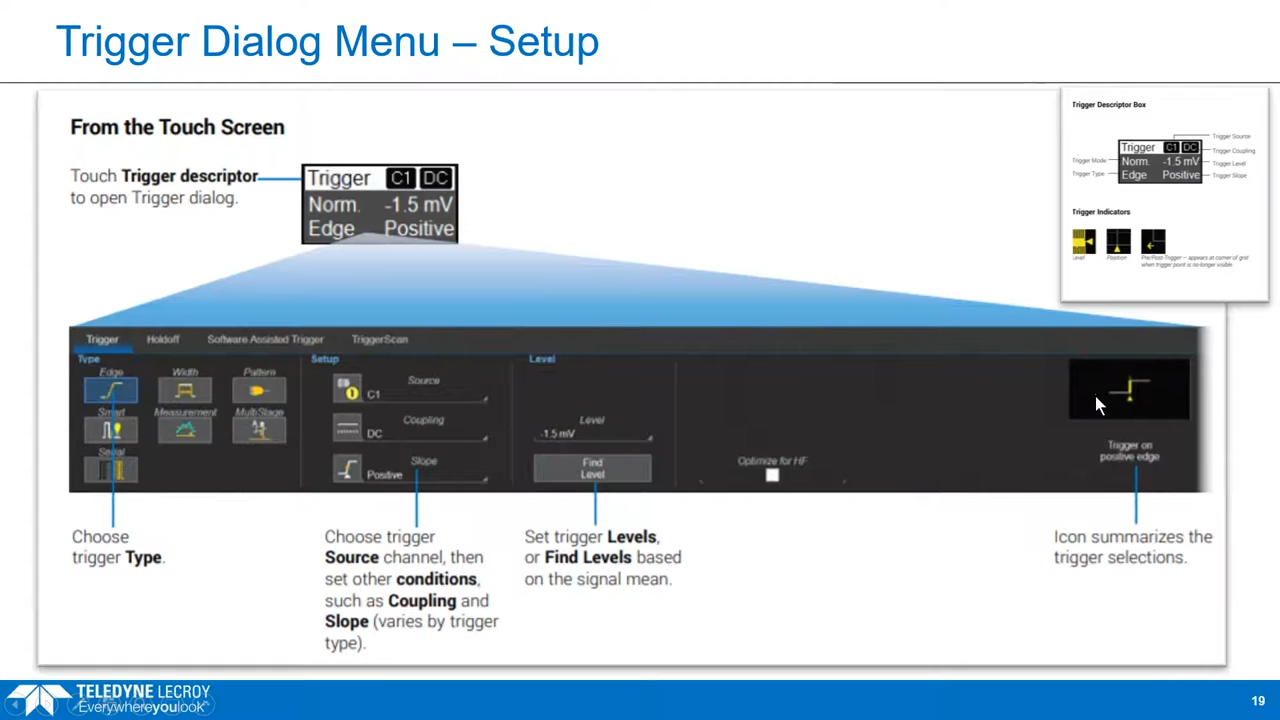 Trigger Dialog Menu – Setup
From the Touch Screen
Touch Trigger descriptor
to open Trigger dialog.
Trigger C1 DC
Norm. -1.5 mV
Edge Positive
Trigger Descriptor Box
Trigger Source
Trigger Coupling
Trigger Mode
Trigger Level
Trigger Type
Trigger Slope
Trigger C1 DC
Norm. -1.5 mV
Edge Positive
Trigger Indicators
Level
Position
Pre/Post-Trigger – appears at corner of grid
when trigger point is no-longer visible
Trigger Holdoff Software Assisted Trigger TriggerScan
Type
Edge Width Pattern
Smart Measurement MultiStage
Serial
Setup
Source
C1
Coupling
DC
Slope
Positive
Level
Level
-1.5 mV
Find
Level
Optimize for HF
Trigger on
positive edge
Choose
trigger Type.
Choose trigger
Source channel, then
set other conditions,
such as Coupling and
Slope (varies by trigger
type).
Set trigger Levels,
or Find Levels based
on the signal mean.
Icon summarizes the
trigger selections.
TELEDYNE LECROY
Everywhereyoulook
19